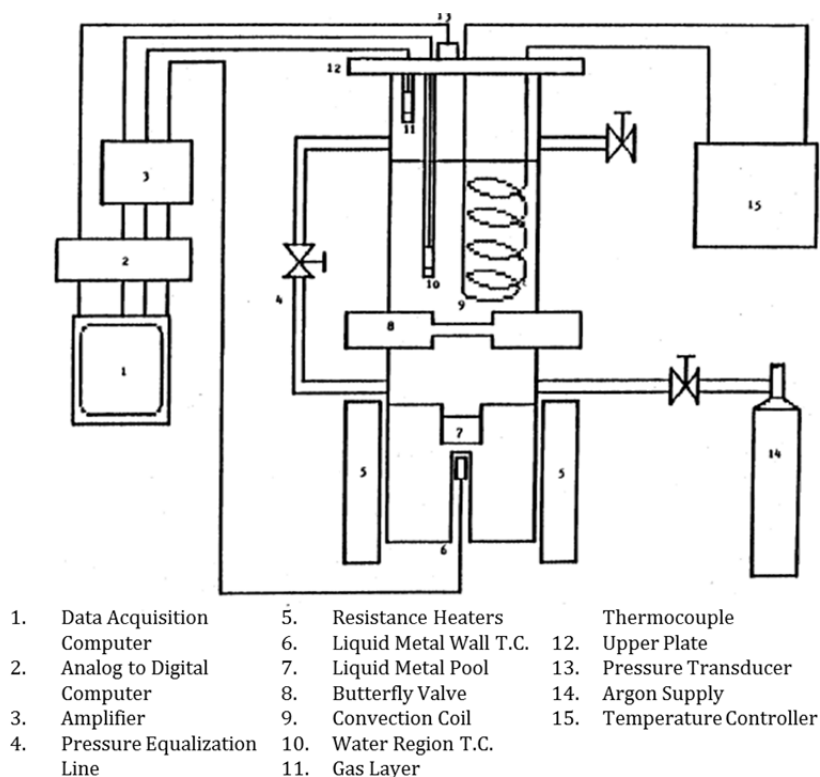 13
12
11
3
15
2
10
4
9
8
1
7
5
5
14
6
1. Data Acquisition
Computer
2. Analog to Digital
Computer
3. Amplifier
4. Pressure Equalization
Line
5. Resistance Heaters
6. Liquid Metal Wall T.C.
7. Liquid Metal Pool
8. Butterfly Valve
9. Convection Coil
10. Water Region T.C.
11. Gas Layer
Thermocouple
12. Upper Plate
13. Pressure Transducer
14. Argon Supply
15. Temperature Controller